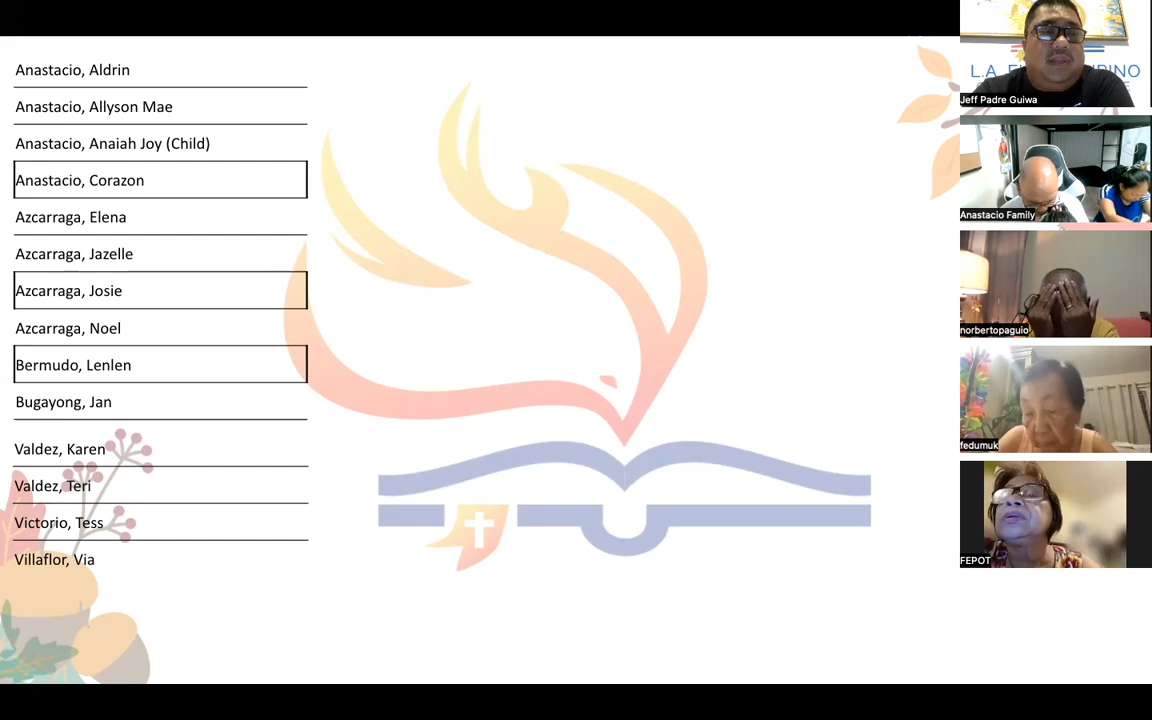 Anastacio, Aldrin
Anastacio, Allyson Mae
Anastacio, Anaiah Joy (Child)
Anastacio, Corazon
Azcarraga, Elena
Azcarraga, Jazelle
Azcarraga, Josie
Azcarraga, Noel
Bermudo, Lenlen
Bugayong, Jan
Valdez, Karen
Valdez, Teri
Victorio, Tess
Villaflor, Via
L.A.
Jeff Padre Guiwa
Anastacio Family
norbertopaguio
fedumuk
FEPOT